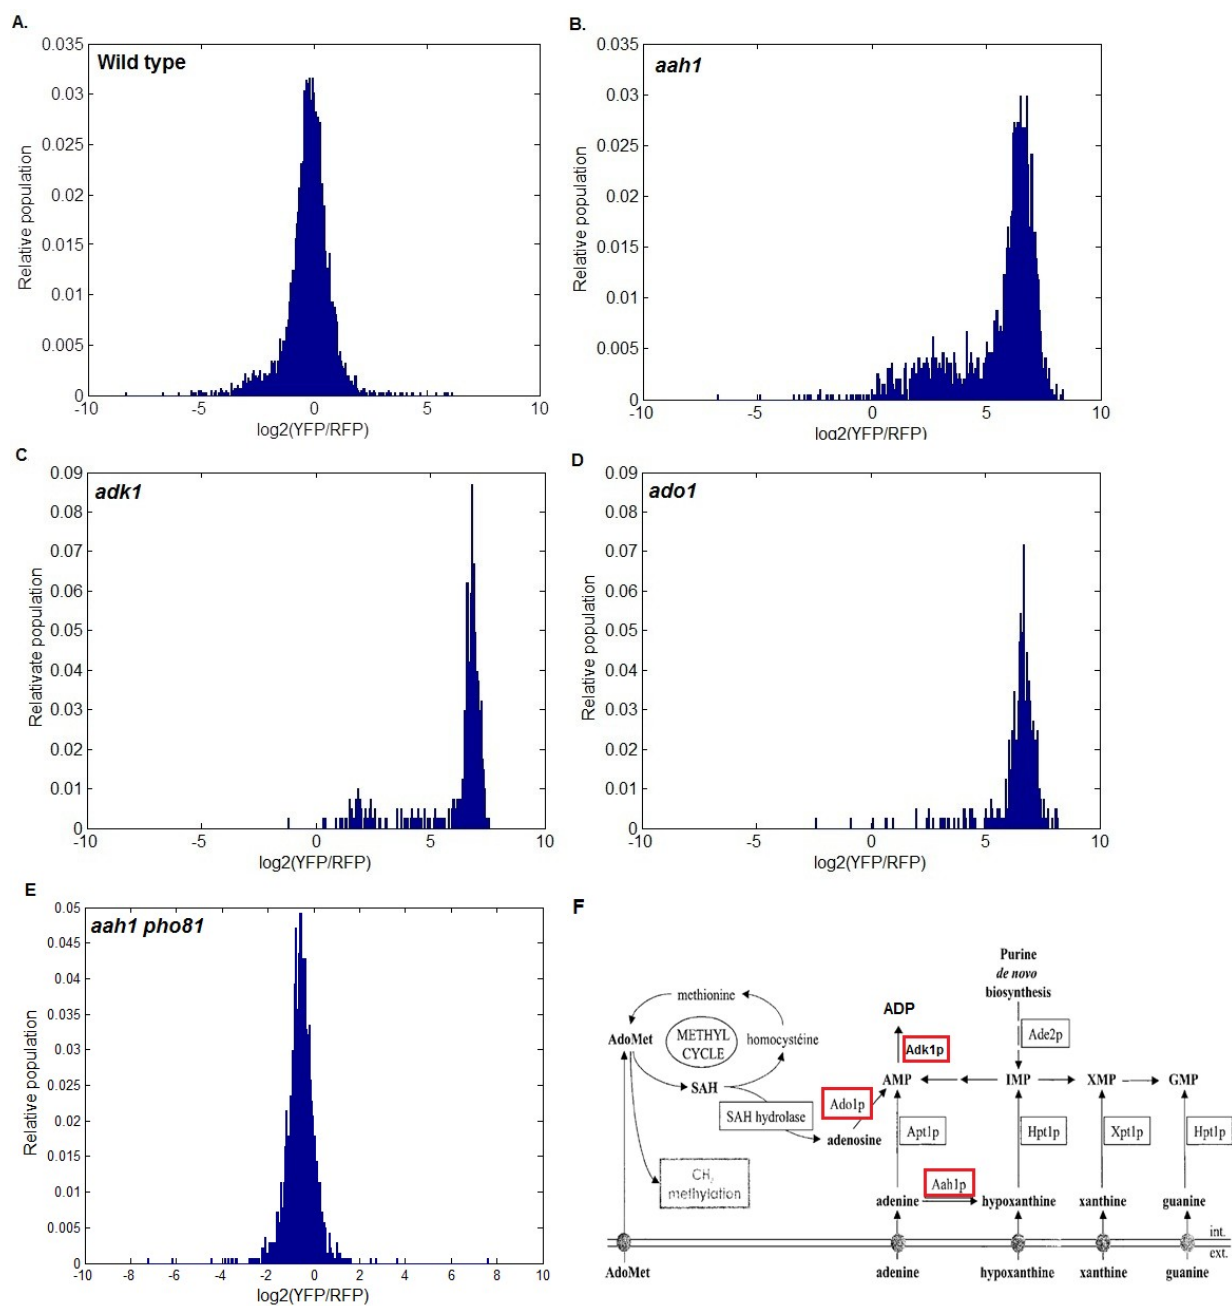 A.
Wild type
0.035
0.03
0.025
0.02
0.015
0.01
0.005
0
-10
-5
0
5
10
Relative population
log2(YFP/RFP)
B.
aah1
0.035
0.03
0.025
0.02
0.015
0.01
0.005
0
-10
-5
0
5
10
Relative population
log2(YFP/RFP)
C
adk1
0.09
0.08
0.07
0.06
0.05
0.04
0.03
0.02
0.01
0
-10
-5
0
5
10
Relativate population
log2(YFP/RFP)
D
ado1
0.09
0.08
0.07
0.06
0.05
0.04
0.03
0.02
0.01
0
-10
-5
0
5
10
Relative population
log2(YFP/RFP)
E
aah1 pho81
0.05
0.045
0.04
0.035
0.03
0.025
0.02
0.015
0.01
0.005
0
-10
-8
-6
-4
-2
0
2
4
6
8
10
Relative population
log2(YFP/RFP)
F
Purine
de novo
biosynthesis
methionine
ADP
AdoMet
METHYL
CYCLE
homocystéine
Adk1p
Ade2p
SAH
AMP
IMP
XMP
GMP
SAH hydrolase
Ado1p
adenosine
Apt1p
Hpt1p
Xpt1p
Hpt1p
CH3
methylation
Aah1p
adenine
hypoxanthine
xanthine
guanine
int.
ext.
AdoMet
adenine
hypoxanthine
xanthine
guanine